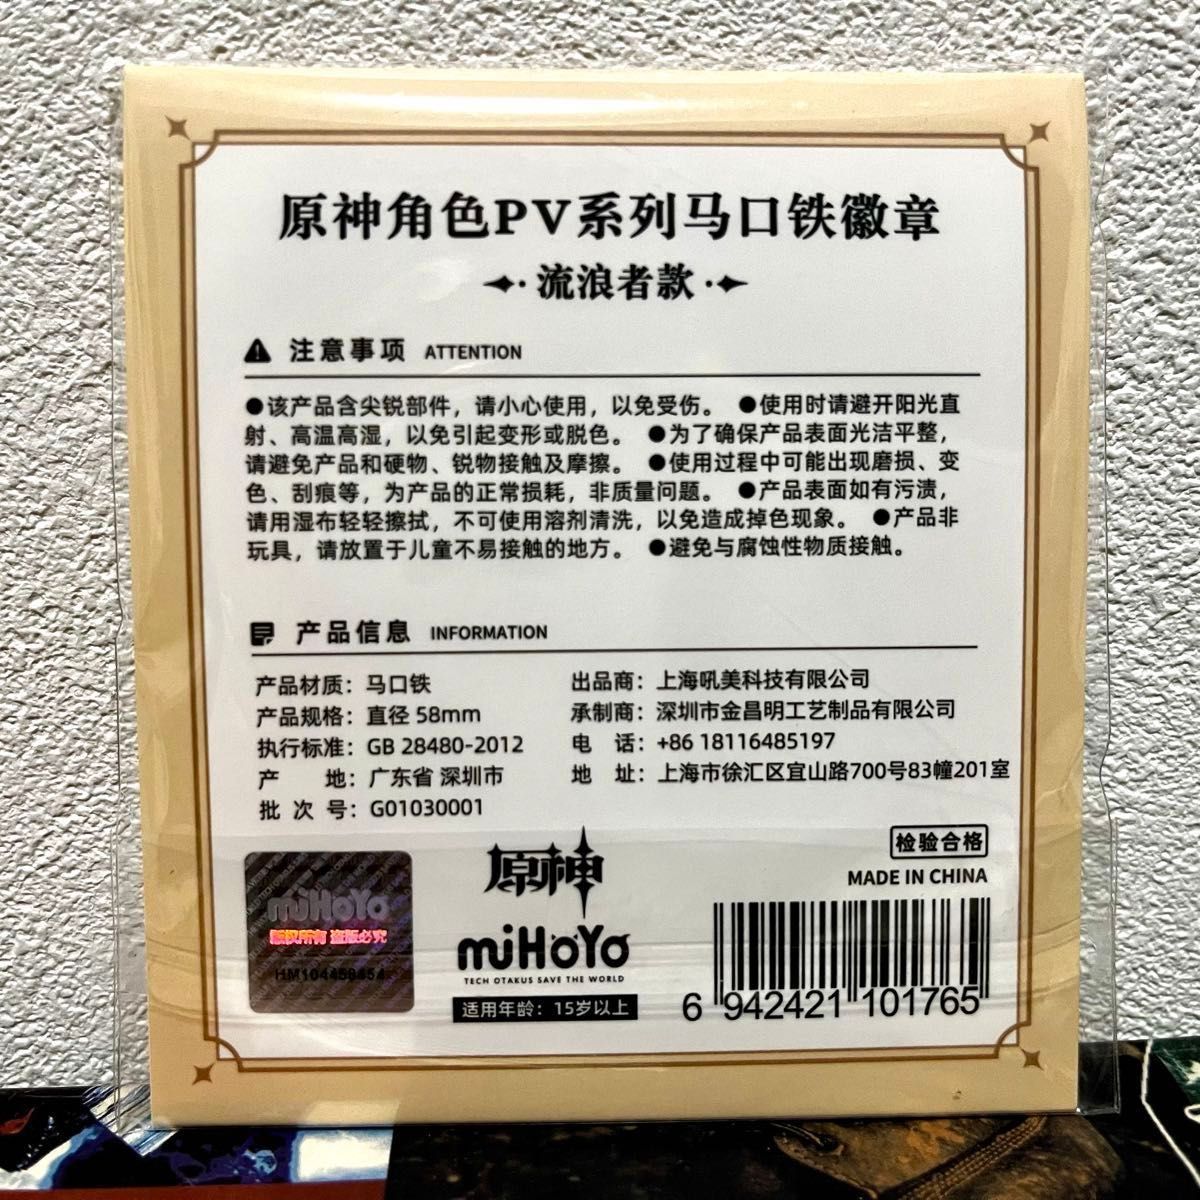 原神角色PV系列马口铁徽章
流浪者款
注意事项 ATTENTION
●该产品含尖锐部件，请小心使用，以免受伤。 ●使用时请避开阳光直
射、高温高湿，以免引起变形或脱色。 ●为了确保产品表面光洁平整，
请避免产品和硬物、锐物接触及摩擦。 ●使用过程中可能出现磨损、变
色、刮痕等，为产品的正常损耗，非质量问题。 ●产品表面如有污渍，
请用湿布轻轻擦拭，不可使用溶剂清洗，以免造成掉色现象。 ●产品非
玩具，请放置于儿童不易接触的地方。 ●避免与腐蚀性物质接触。
产品信息 INFORMATION
产品材质：马口铁
产品规格：直径 58mm
执行标准：GB 28480-2012
产 地：广东省 深圳市
批 次 号：G01030001
出品商：上海吼美科技有限公司
承制商：深圳市金昌明工艺制品有限公司
电 话：+86 18116485197
地 址：上海市徐汇区宜山路700号83幢201室
miHoYo
版权所有 盗版必究
原神
miHoYo
TECH OTAKUS SAVE THE WORLD
适用年龄：15岁以上
检验合格
MADE IN CHINA
6 942421 101765